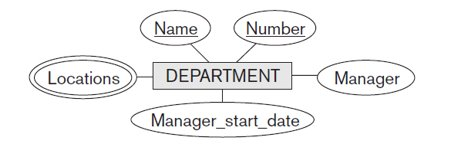 Name
Number
Locations
DEPARTMENT
Manager
Manager_start_date